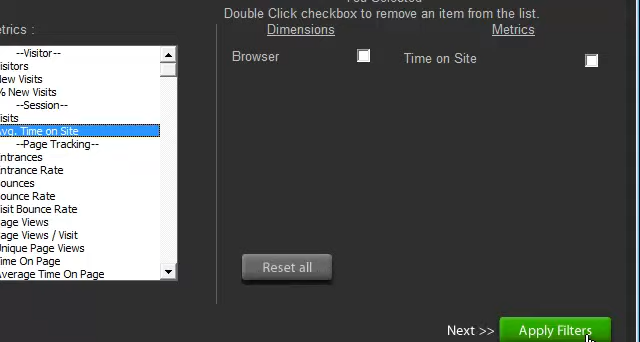 Double Click checkbox to remove an item from the list.
etrics :
Dimensions
Metrics
Browser
Time on Site
--Visitor--
isitors
New Visits
% New Visits
--Session--
isits
Avg. Time on Site
--Page Tracking--
ntrances
ntrance Rate
ounces
ounce Rate
isit Bounce Rate
age Views
age Views / Visit
Unique Page Views
ime On Page
Average Time On Page
Reset all
Next >>
Apply Filters